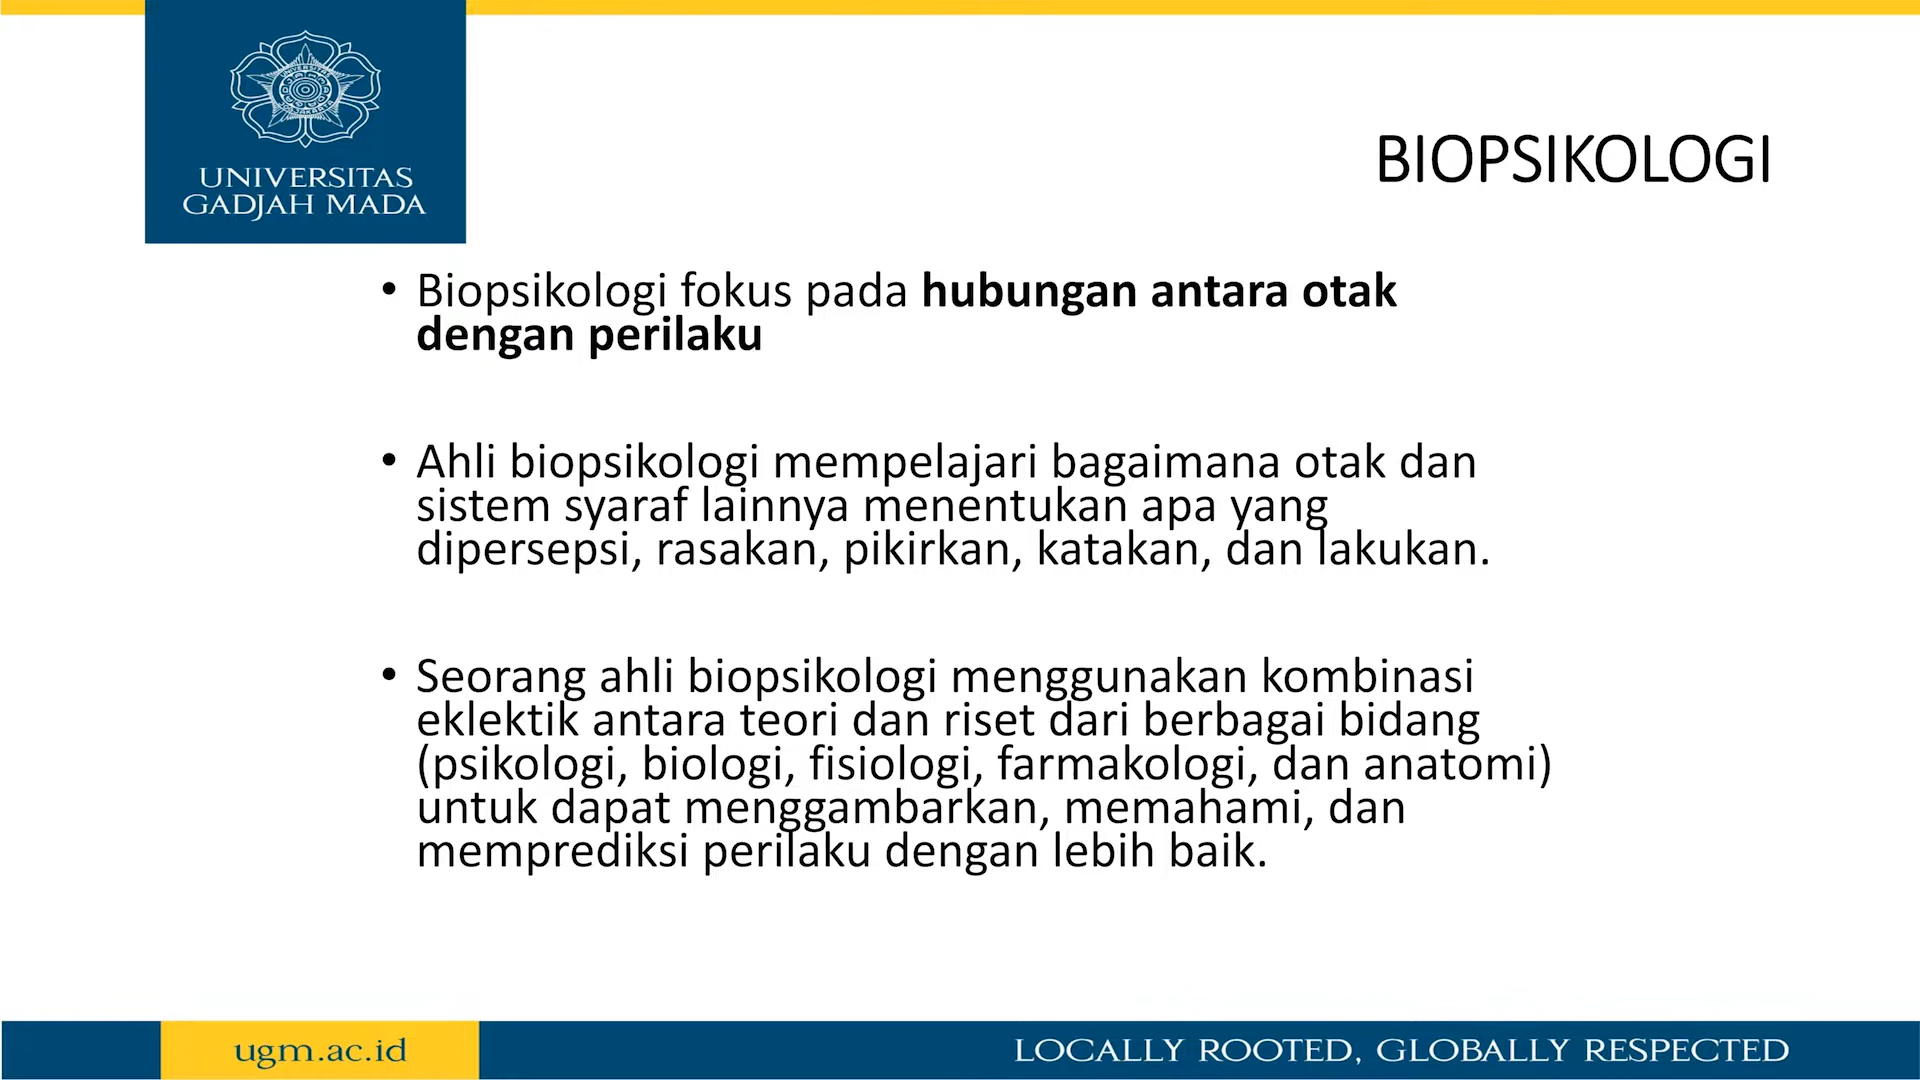 UNIVERSITAS
GADJAH MADA
BIOPSIKOLOGI
• Biopsikologi fokus pada hubungan antara otak
dengan perilaku
• Ahli biopsikologi mempelajari bagaimana otak dan
sistem syaraf lainnya menentukan apa yang
dipersepsi, rasakan, pikirkan, katakan, dan lakukan.
• Seorang ahli biopsikologi menggunakan kombinasi
eklektik antara teori dan riset dari berbagai bidang
(psikologi, biologi, fisiologi, farmakologi, dan anatomi)
untuk dapat menggambarkan, memahami, dan
memprediksi perilaku dengan lebih baik.
ugm.ac.id
LOCALLY ROOTED, GLOBALLY RESPECTED